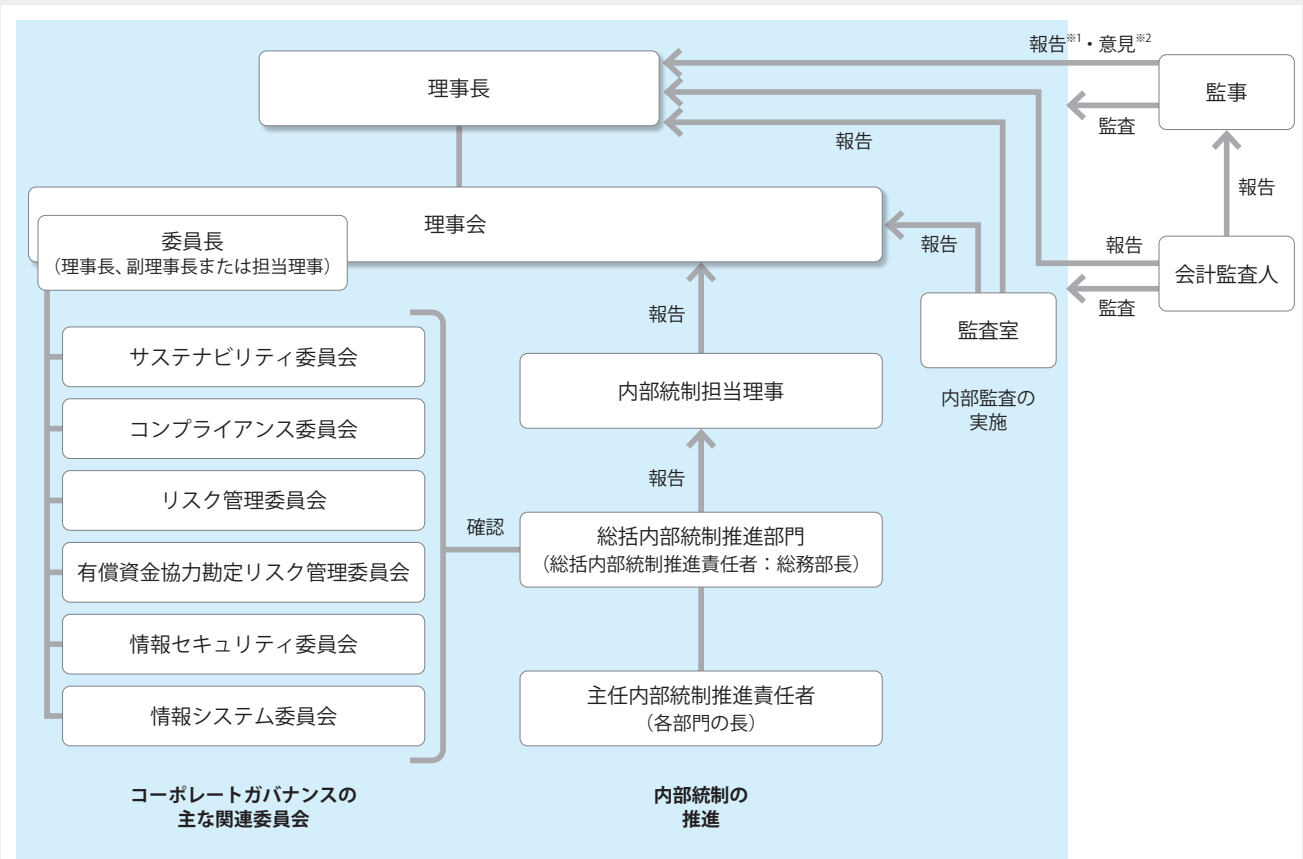 報告※1・意見※2
理事長
監事
監査
報告
報告
理事会
委員長
（理事長、副理事長または担当理事）
報告
報告
会計監査人
監査
報告
監査室
内部監査の
実施
サステナビリティ委員会
コンプライアンス委員会
リスク管理委員会
有償資金協力勘定リスク管理委員会
情報セキュリティ委員会
情報システム委員会
確認
内部統制担当理事
報告
総括内部統制推進部門
（総括内部統制推進責任者：総務部長）
主任内部統制推進責任者
（各部門の長）
コーポレートガバナンスの
主な関連委員会
内部統制の
推進